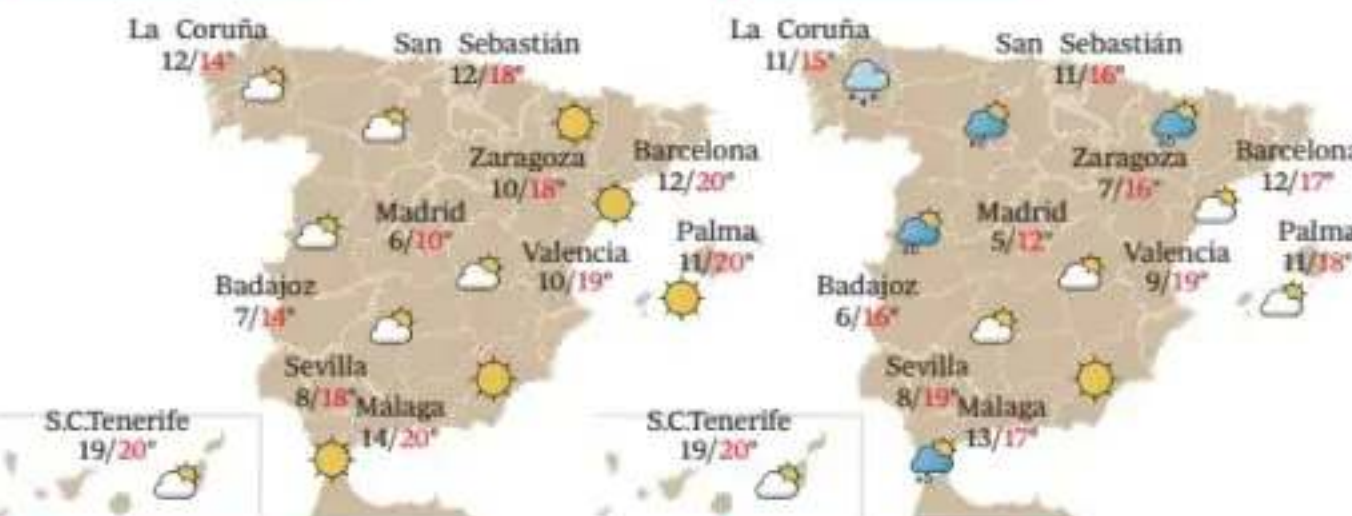 La Coruña
12/14°
San Sebastián
12/18°
Zaragoza
10/18°
Barcelona
12/20°
Madrid
6/10°
Palma
11/20°
Valencia
10/19°
Badajoz
7/14°
Sevilla
8/18°
Málaga
14/20°
S.C.Tenerife
19/20°
La Coruña
11/15°
San Sebastián
11/16°
Zaragoza
7/16°
Barcelona
12/17°
Madrid
5/12°
Palma
11/18°
Valencia
9/19°
Badajoz
6/16°
Sevilla
8/19°
Málaga
13/17°
S.C.Tenerife
19/20°